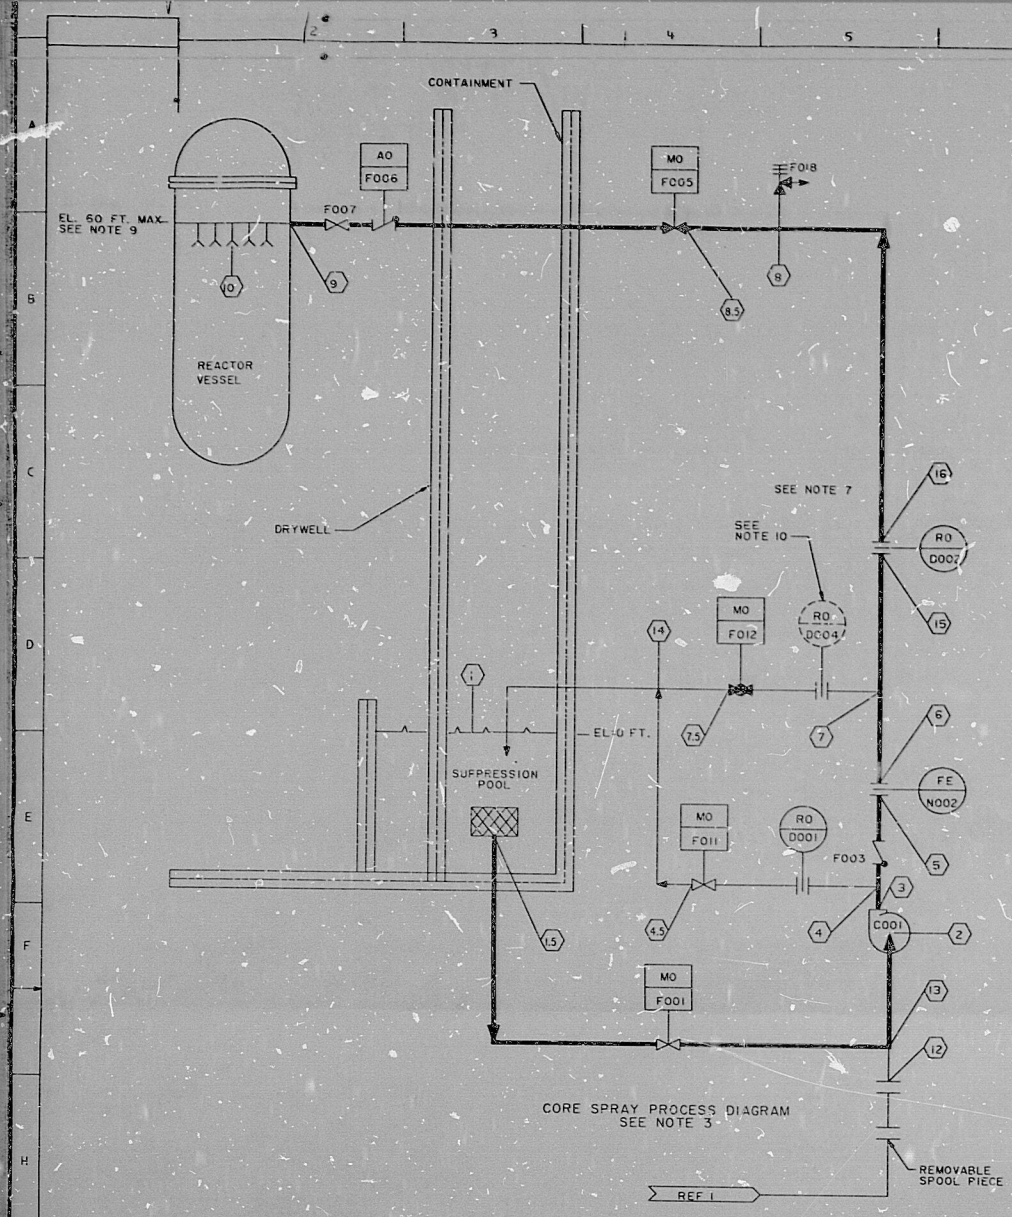 2
3
4
5
CONTAINMENT
A
AO
F006
MO
F005
F018
F007
EL. 60 FT. MAX
SEE NOTE 9
10
9
8
8.5
B
REACTOR
VESSEL
C
SEE NOTE 7
16
SEE
NOTE 10
DRYWELL
RO
D002
MO
F012
RO
D004
14
15
D
1
7.5
7
6
EL 0 FT.
SUPPRESSION
POOL
FE
N002
E
MO
F011
RO
D001
F003
5
3
4.5
4
C001
2
F
1.5
MO
F001
13
12
CORE SPRAY PROCESS DIAGRAM
SEE NOTE 3
H
REMOVABLE
SPOOL PIECE
REF 1